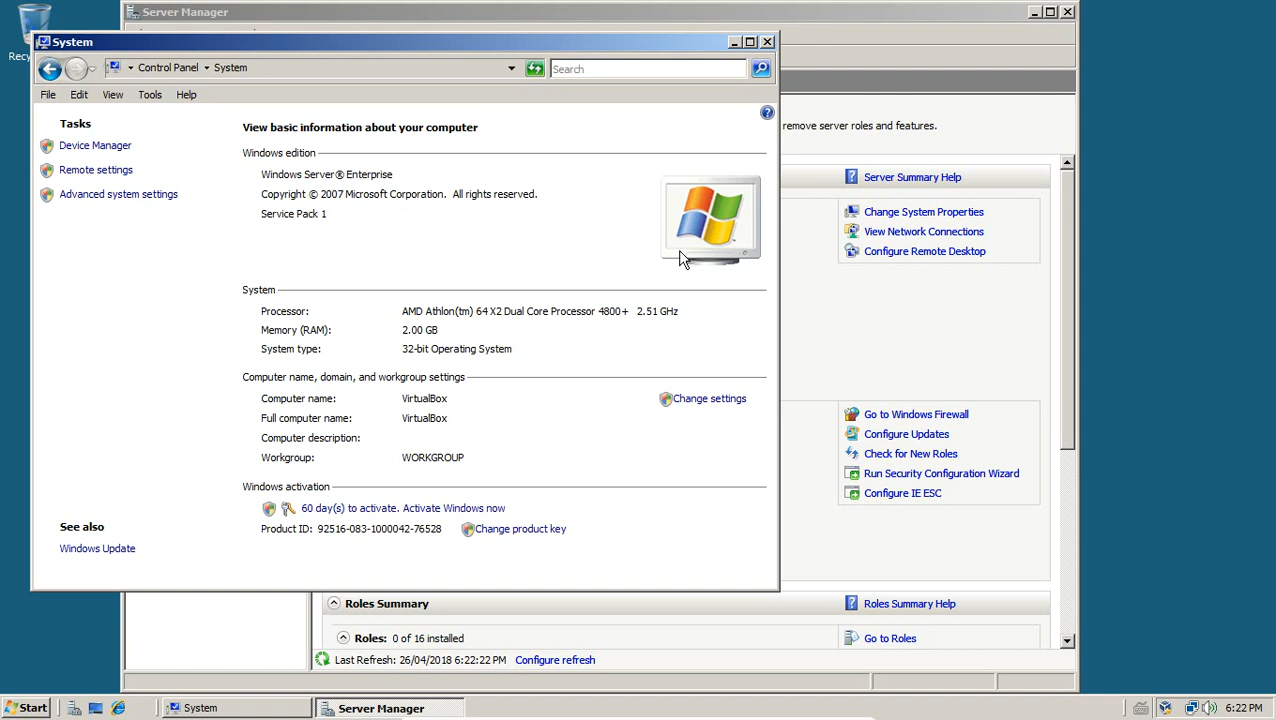 Server Manager
Recy
System
Control Panel
System
Search
File
Edit
View
Tools
Help
Tasks
Device Manager
Remote settings
Advanced system settings
See also
Windows Update
View basic information about your computer
Windows edition
Windows Server® Enterprise
Copyright © 2007 Microsoft Corporation. All rights reserved.
Service Pack 1
System
Processor: AMD Athlon(tm) 64 X2 Dual Core Processor 4800+ 2.51 GHz
Memory (RAM): 2.00 GB
System type: 32-bit Operating System
Computer name, domain, and workgroup settings
Computer name: VirtualBox
Change settings
Full computer name: VirtualBox
Computer description:
Workgroup: WORKGROUP
Windows activation
60 day(s) to activate. Activate Windows now
Product ID: 92516-083-1000042-76528
Change product key
remove server roles and features.
Server Summary Help
Change System Properties
View Network Connections
Configure Remote Desktop
Go to Windows Firewall
Configure Updates
Check for New Roles
Run Security Configuration Wizard
Configure IE ESC
Roles Summary
Roles Summary Help
Roles: 0 of 16 installed
Go to Roles
Last Refresh: 26/04/2018 6:22:22 PM
Configure refresh
Start
System
Server Manager
6:22 PM